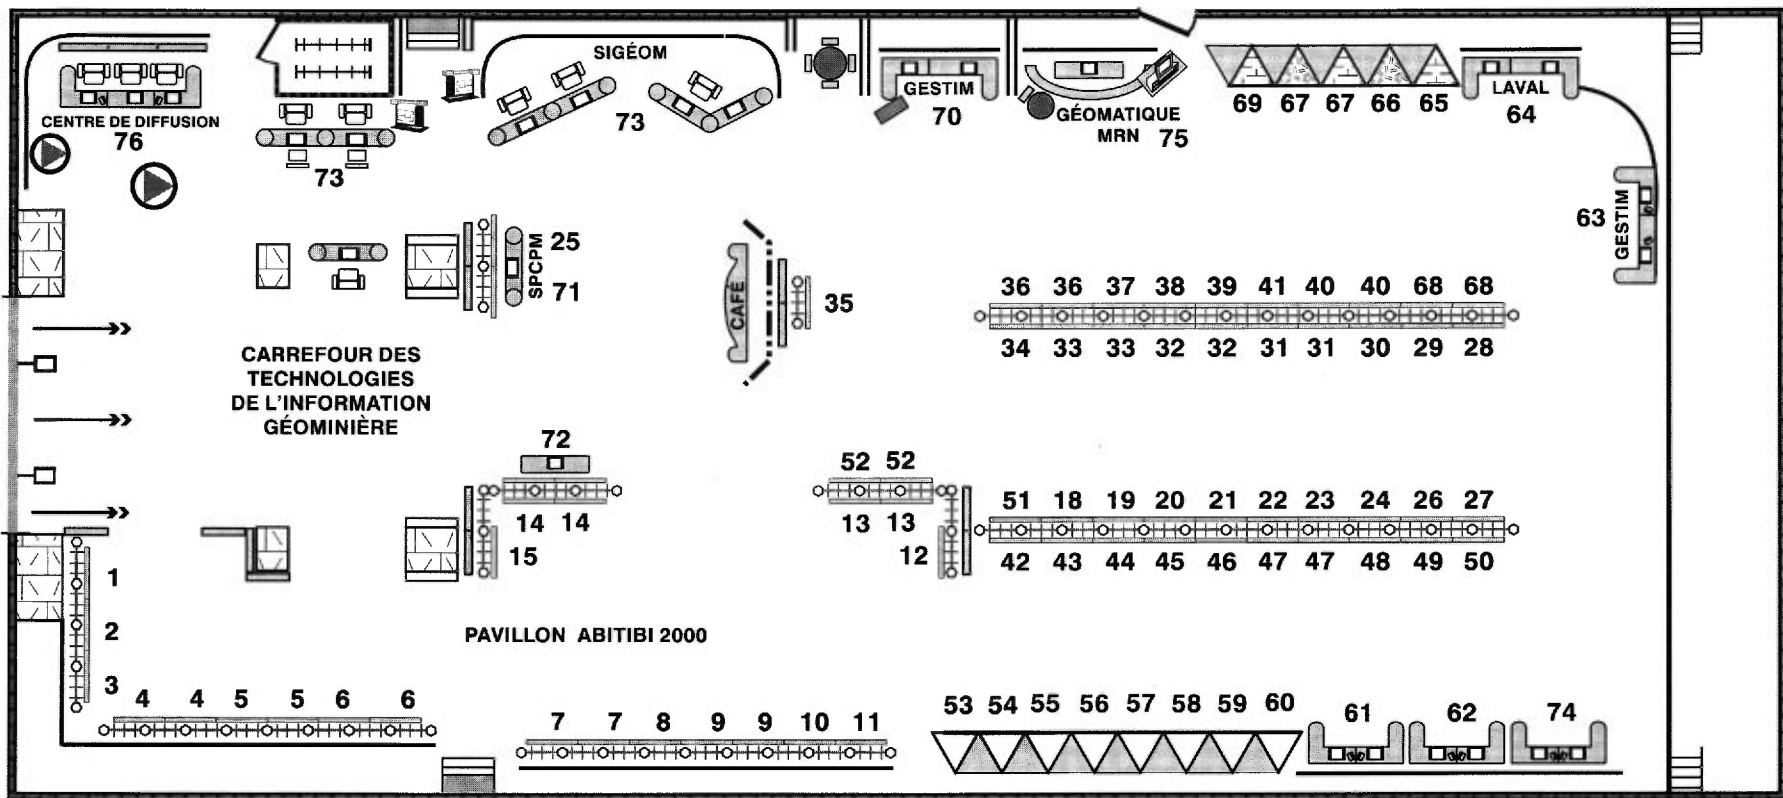 SIGÉOM
GESTIM
70
GÉOMATIQUE
MRN 75
69 67 67 66 65
LAVAL
64
CENTRE DE DIFFUSION
76
73
73
63
GESTIM
25
SPCPM
71
CAFÉ
35
36 36 37 38 39 41 40 40 68 68
34 33 33 32 32 31 31 30 29 28
CARREFOUR DES
TECHNOLOGIES
DE L'INFORMATION
GÉOMINIÈRE
72
14 14
15
52 52
13 13
12
51 18 19 20 21 22 23 24 26 27
42 43 44 45 46 47 47 48 49 50
1
2
3
PAVILLON ABITIBI 2000
4 4 5 5 6 6
7 7 8 9 9 10 11
53 54 55 56 57 58 59 60
61 62 74